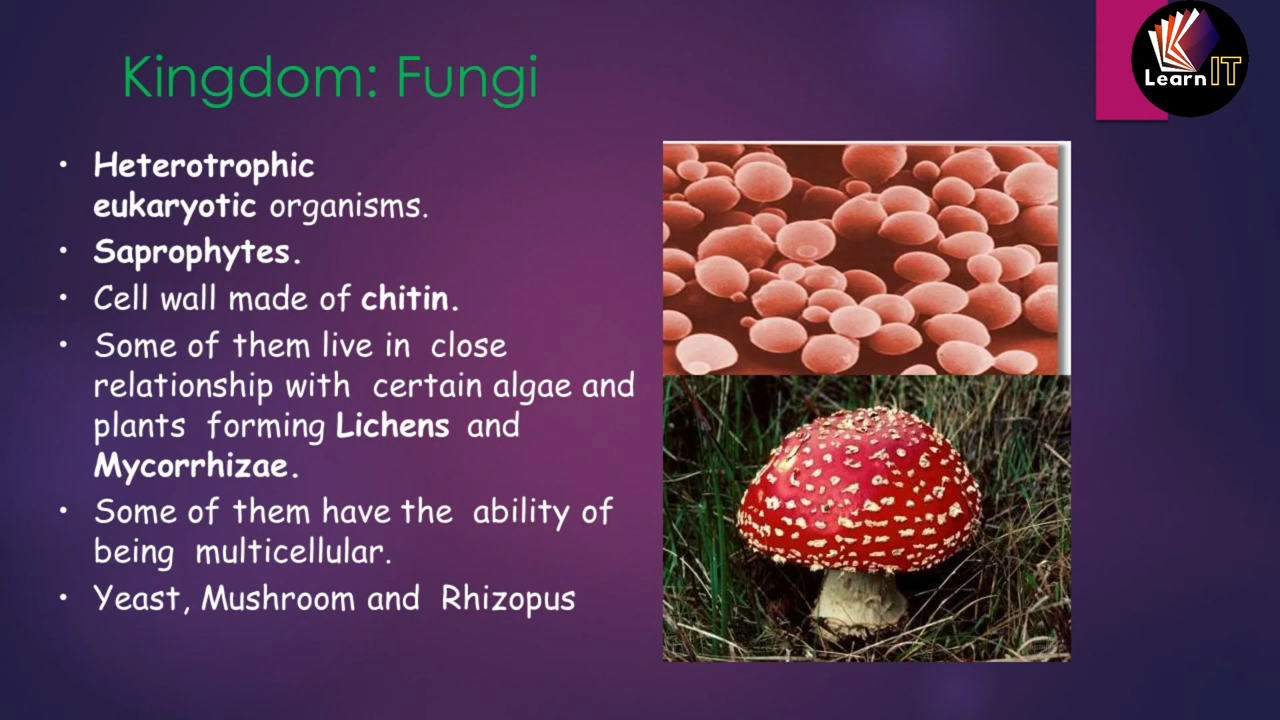 Kingdom: Fungi
LearnIT
• Heterotrophic
eukaryotic organisms.
• Saprophytes.
• Cell wall made of chitin.
• Some of them live in close
relationship with certain algae and
plants forming Lichens and
Mycorrhizae.
• Some of them have the ability of
being multicellular.
• Yeast, Mushroom and Rhizopus